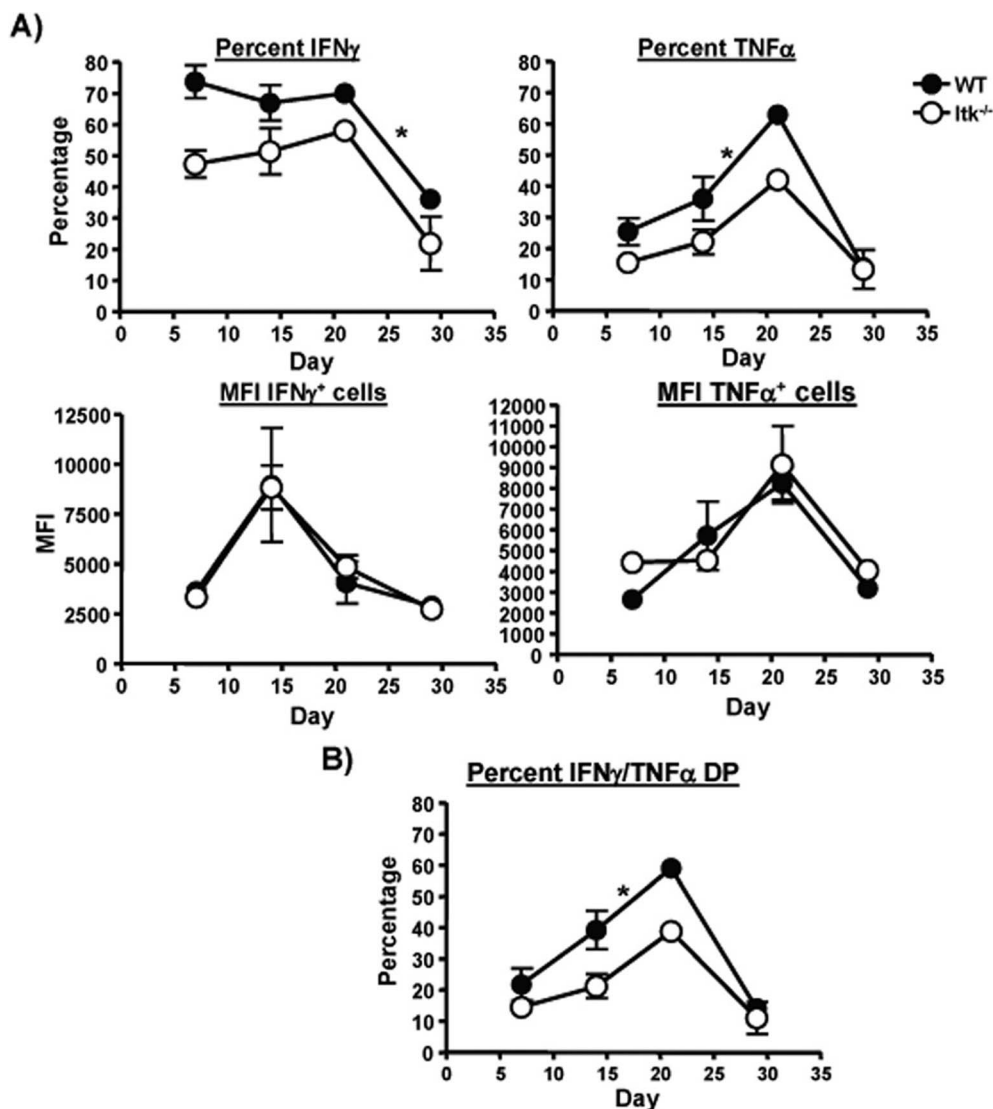 A)
Percent IFNγ
Percentage
80
70
60
50
40
30
20
10
0
*
0 5 10 15 20 25 30 35
Day
Percent TNFα
80
70
60
50
40
30
20
10
0
*
0 5 10 15 20 25 30 35
Day
WT
Itk-/-
MFI IFNγ+ cells
MFI
12500
10000
7500
5000
2500
0
0 5 10 15 20 25 30 35
Day
MFI TNFα+ cells
12000
11000
10000
9000
8000
7000
6000
5000
4000
3000
2000
1000
0
0 5 10 15 20 25 30 35
Day
B)
Percent IFNγ/TNFα DP
Percentage
80
70
60
50
40
30
20
10
0
*
0 5 10 15 20 25 30 35
Day